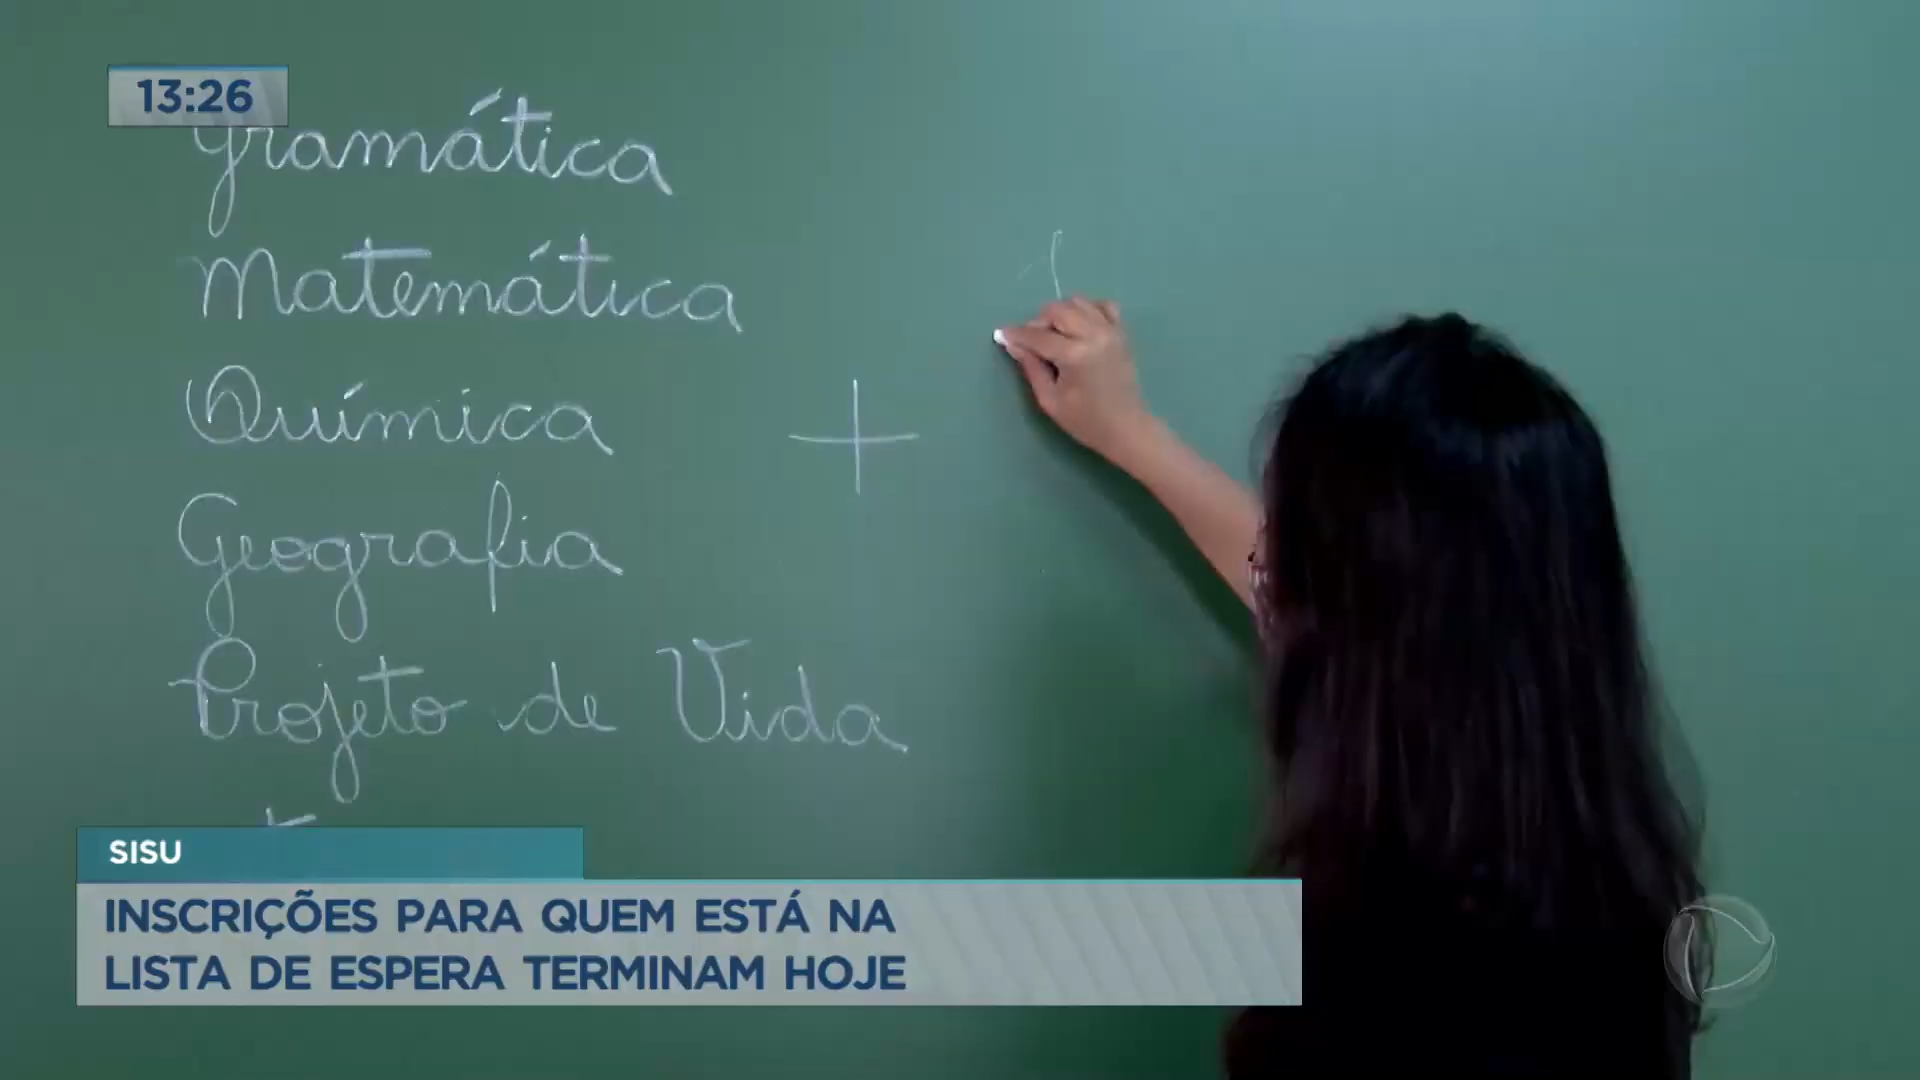 13:26
Gramática
Matemática
Química
+
Geografia
Projeto de Vida
SISU
INSCRIÇÕES PARA QUEM ESTÁ NA
LISTA DE ESPERA TERMINAM HOJE